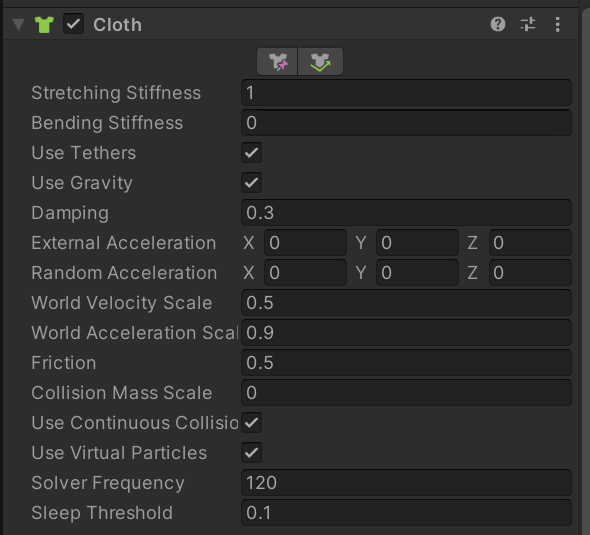 Cloth
Stretching Stiffness 1
Bending Stiffness 0
Use Tethers
Use Gravity
Damping 0.3
External Acceleration X 0 Y 0 Z 0
Random Acceleration X 0 Y 0 Z 0
World Velocity Scale 0.5
World Acceleration Scal 0.9
Friction 0.5
Collision Mass Scale 0
Use Continuous Collisio
Use Virtual Particles
Solver Frequency 120
Sleep Threshold 0.1